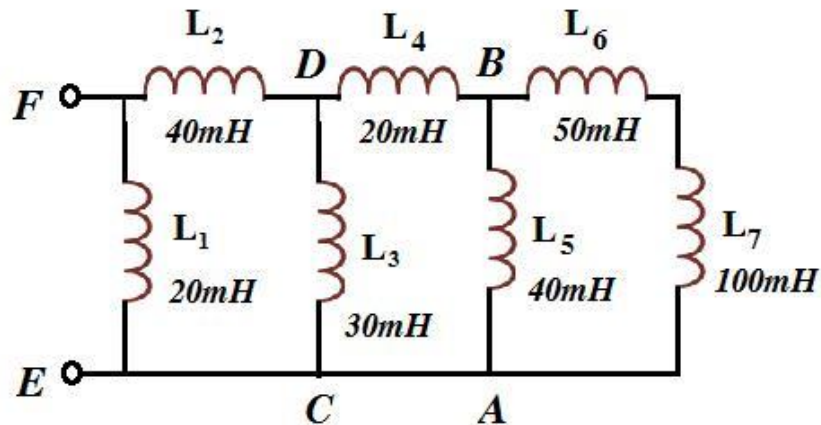 L2 L4 L6
D B
F
40mH 20mH 50mH
L1 L3 L5 L7
20mH 30mH 40mH 100mH
E
C A